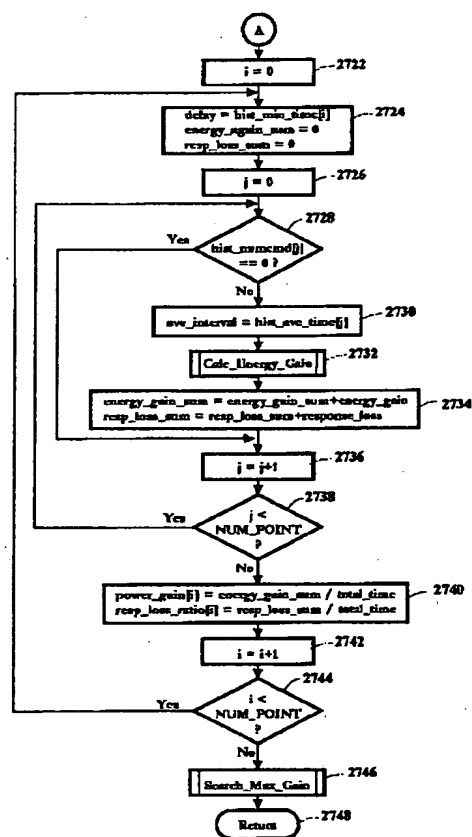 A
i = 0
2722
delay = hist_min_time[i]
energy_again_sum = 0
resp_loss_sum = 0
2724
j = 0
2726
2728
Yes
hist_numcmd[j]
== 0 ?
No
ave_interval = hist_ave_time[j]
2730
Calc_Energy_Gain
2732
energy_gain_sum = energy_gain_sum+energy_gain
resp_loss_sum = resp_loss_sum+response_loss
2734
j = j+1
2736
2738
Yes
j <
NUM_POINT
?
No
power_gain[i] = energy_gain_sum / total_time
resp_loss_ratio[i] = resp_loss_sum / total_time
2740
i = i+1
2742
2744
Yes
i <
NUM_POINT
?
No
Search_Max_Gain
2746
Return
2748